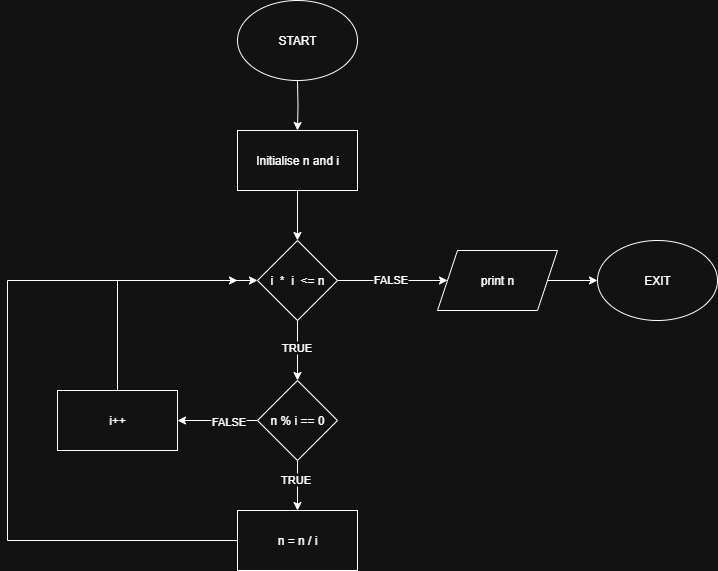 START
Initialise n and i
i * i <= n
FALSE
print n
EXIT
TRUE
i++
FALSE
n % i == 0
TRUE
n = n / i